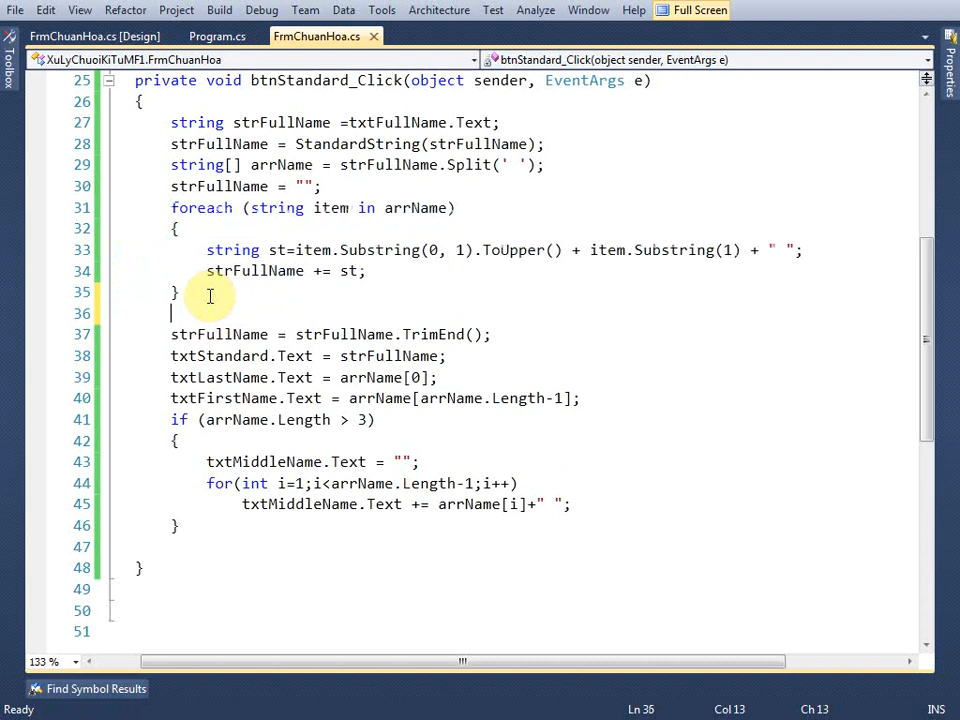 File Edit View Refactor Project Build Debug Team Data Tools Architecture Test Analyze Window Help Full Screen
FrmChuanHoa.cs [Design] Program.cs FrmChuanHoa.cs
XuLyChuoiKiTuMF1.FrmChuanHoa btnStandard_Click(object sender, EventArgs e)
Toolbox
Properties
25 private void btnStandard_Click(object sender, EventArgs e)
26 {
27 string strFullName =txtFullName.Text;
28 strFullName = StandardString(strFullName);
29 string[] arrName = strFullName.Split(' ');
30 strFullName = "";
31 foreach (string item in arrName)
32 {
33 string st=item.Substring(0, 1).ToUpper() + item.Substring(1) + " ";
34 strFullName += st;
35 }
36
37 strFullName = strFullName.TrimEnd();
38 txtStandard.Text = strFullName;
39 txtLastName.Text = arrName[0];
40 txtFirstName.Text = arrName[arrName.Length-1];
41 if (arrName.Length > 3)
42 {
43 txtMiddleName.Text = "";
44 for(int i=1;i<arrName.Length-1;i++)
45 txtMiddleName.Text += arrName[i]+" ";
46 }
47
48 }
49
50
51
133 %
Find Symbol Results
Ready Ln 36 Col 13 Ch 13 INS